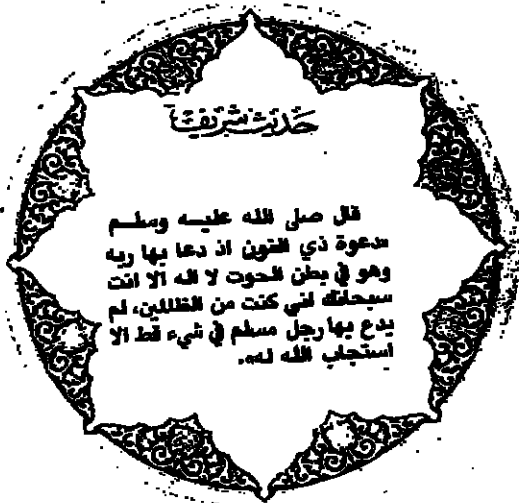 حديث شريف
قال صلى الله عليه وسلم
«دعوة ذي النون اذ دعا بها ربه
وهو في بطن الحوت لا اله الا انت
سبحانك اني كنت من الظالمين، لم
يدع بها رجل مسلم في شيء قط الا
استجاب الله له».